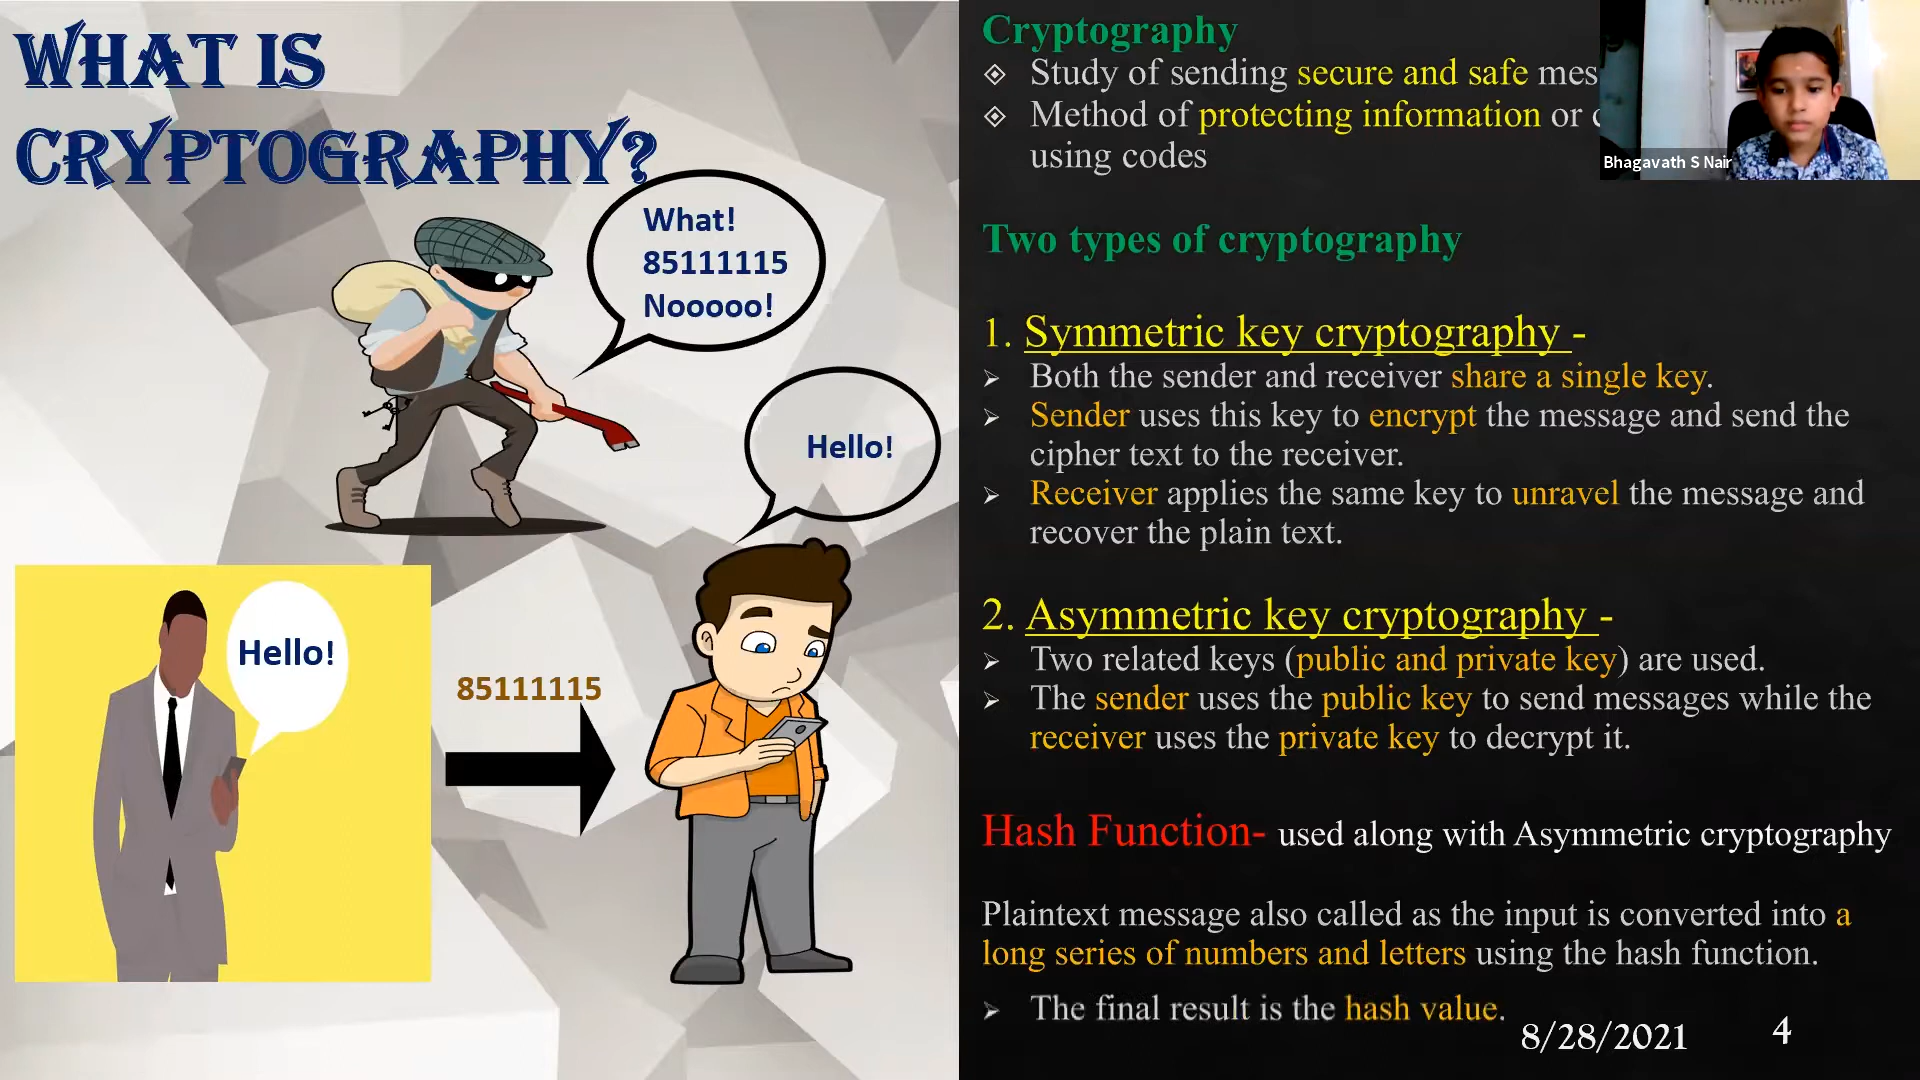 WHAT IS
CRYPTOGRAPHY?
What!
85111115
Nooooo!
Hello!
Hello!
85111115
Cryptography
Study of sending secure and safe
Method of protecting information or
using codes
Bhagavath S Nair
Two types of cryptography
1. Symmetric key cryptography -
Both the sender and receiver share a single key.
Sender uses this key to encrypt the message and send the
cipher text to the receiver.
Receiver applies the same key to unravel the message and
recover the plain text.
2. Asymmetric key cryptography -
Two related keys (public and private key) are used.
The sender uses the public key to send messages while the
receiver uses the private key to decrypt it.
Hash Function- used along with Asymmetric cryptography
Plaintext message also called as the input is converted into a
long series of numbers and letters using the hash function.
The final result is the hash value.
8/28/2021 4